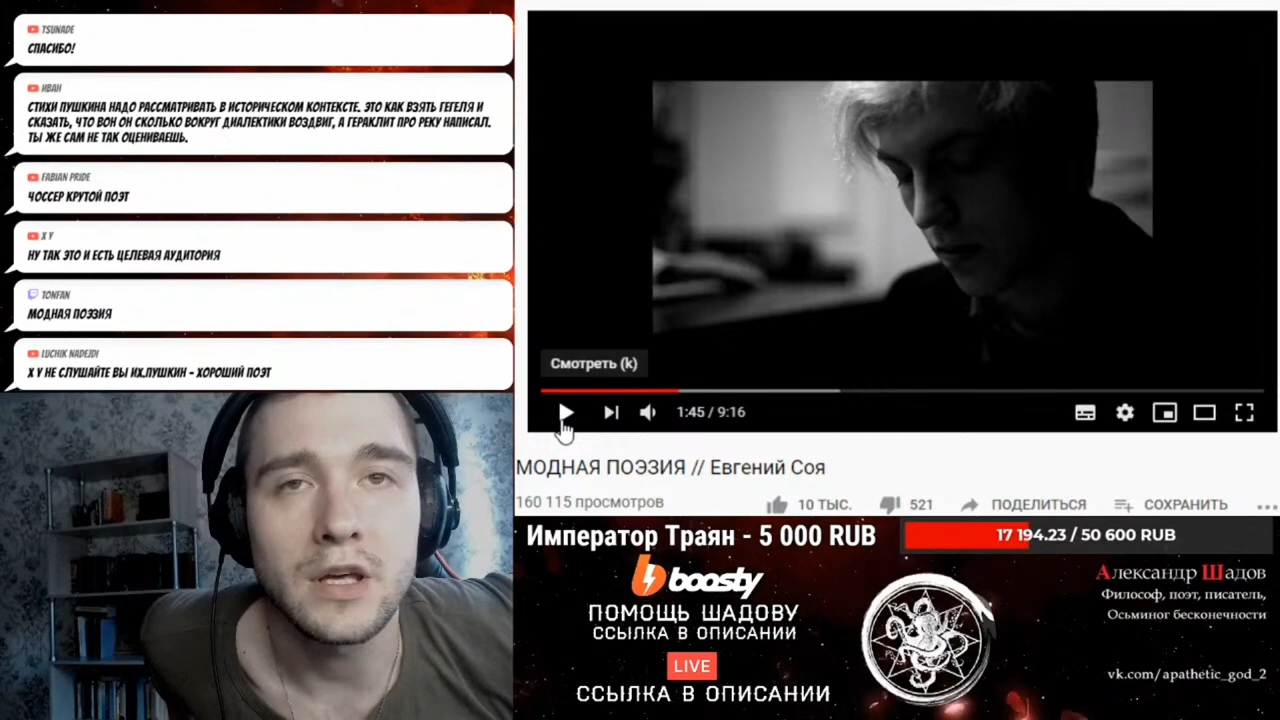 TSUNADE
СПАСИБО!
ИВАН
СТИХИ ПУШКИНА НАДО РАССМАТРИВАТЬ В ИСТОРИЧЕСКОМ КОНТЕКСТЕ. ЭТО КАК ВЗЯТЬ ГЕГЕЛЯ И
СКАЗАТЬ, ЧТО ВОН ОН СКОЛЬКО ВОКРУГ ДИАЛЕКТИКИ ВОЗДВИГ, А ГЕРАКЛИТ ПРО РЕКУ НАПИСАЛ.
ТЫ ЖЕ САМ НЕ ТАК ОЦЕНИВАЕШЬ.
FABIAN PRIDE
ЧОССЕР КРУТОЙ ПОЭТ
X Y
НУ ТАК ЭТО И ЕСТЬ ЦЕЛЕВАЯ АУДИТОРИЯ
TONFAN
МОДНАЯ ПОЭЗИЯ
LUCHIK NADEJDI
X Y НЕ СЛУШАЙТЕ ВЫ ИХ.ПУШКИН - ХОРОШИЙ ПОЭТ
Смотреть (k)
1:45 / 9:16
МОДНАЯ ПОЭЗИЯ // Евгений Соя
160 115 просмотров
10 ТЫС.
521
ПОДЕЛИТЬСЯ
СОХРАНИТЬ
Император Траян - 5 000 RUB
17 194.23 / 50 600 RUB
boosty
ПОМОЩЬ ШАДОВУ
ССЫЛКА В ОПИСАНИИ
LIVE
ССЫЛКА В ОПИСАНИИ
Александр Шадов
Философ, поэт, писатель,
Осьминог бесконечности
vk.com/apathetic_god_2